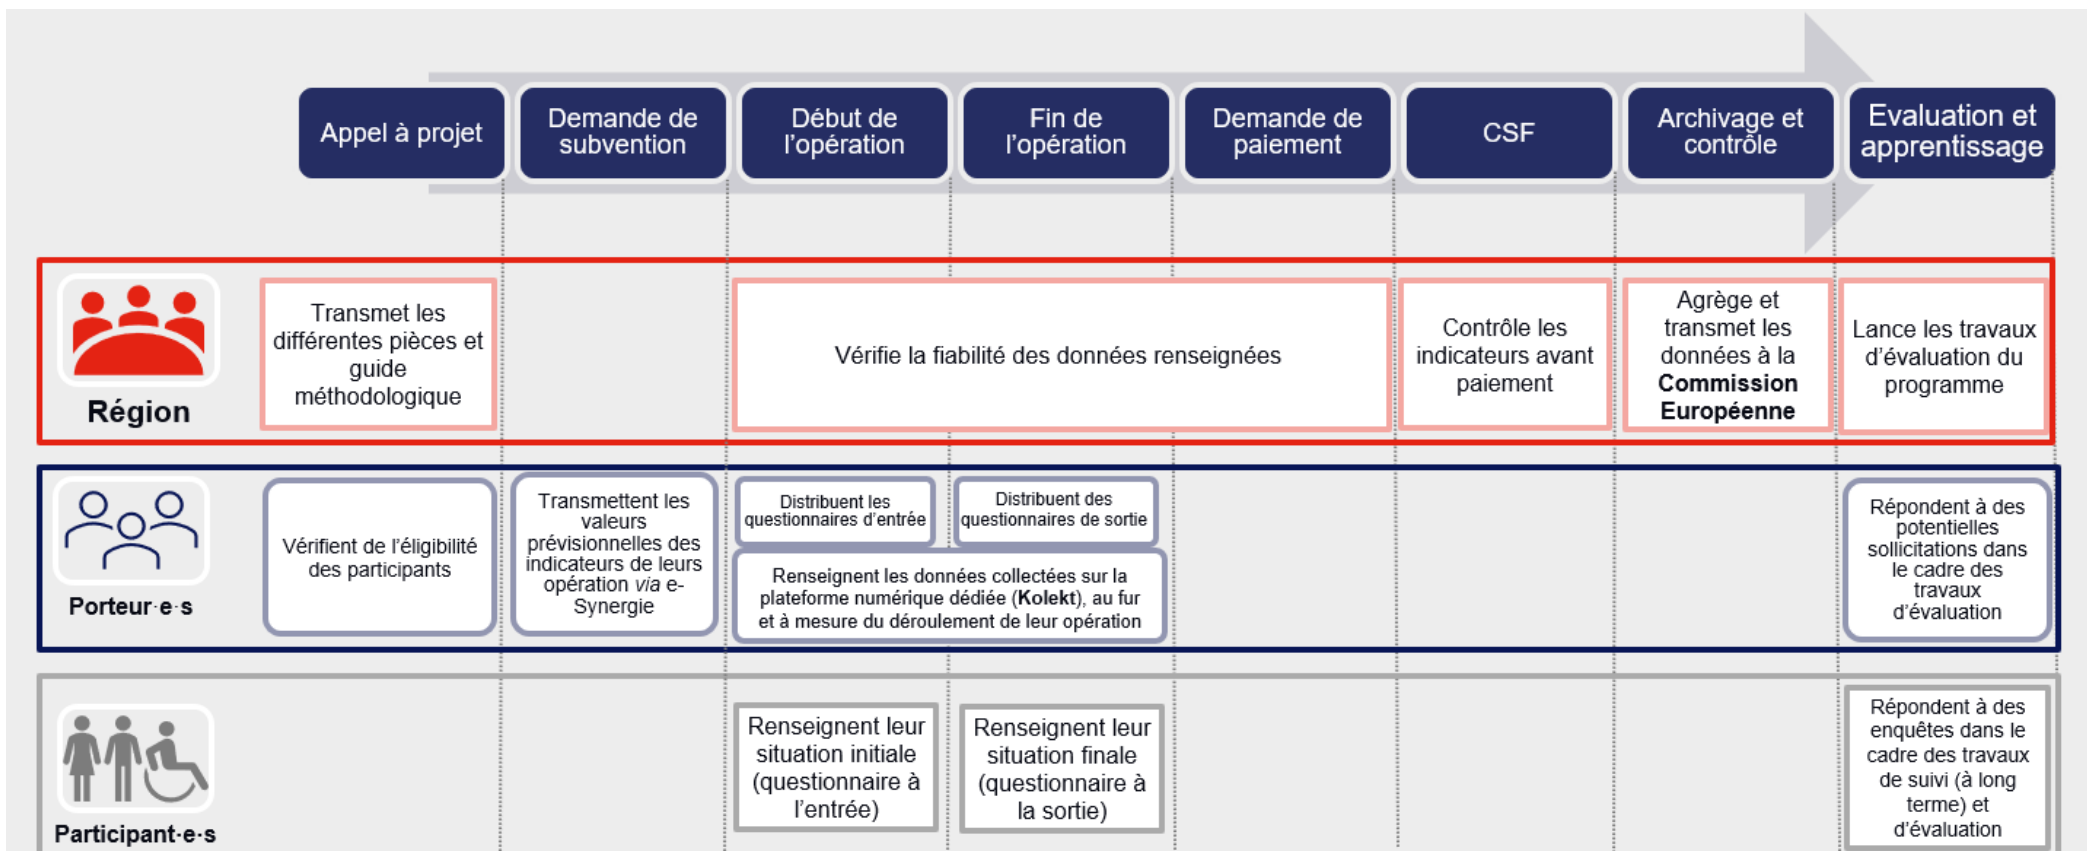 Appel à projet
Demande de
subvention
Début de
l'opération
Fin de
l'opération
Demande de
paiement
CSF
Archivage et
contrôle
Evaluation et
apprentissage
Région
Transmet les
différentes pièces et
guide
méthodologique
Vérifie la fiabilité des données renseignées
Contrôle les
indicateurs avant
paiement
Agrège et
transmet les
données à la
Commission
Européenne
Lance les travaux
d'évaluation du
programme
Porteur·e·s
Vérifient de l'éligibilité
des participants
Transmettent les
valeurs
prévisionnelles des
indicateurs de leurs
opération via e-
Synergie
Distribuent les
questionnaires d'entrée
Distribuent des
questionnaires de sortie
Renseignent les données collectées sur la
plateforme numérique dédiée (Kolekt), au fur
et à mesure du déroulement de leur opération
Répondent à des
potentielles
sollicitations dans
le cadre des
travaux
d'évaluation
Participant·e·s
Renseignent leur
situation initiale
(questionnaire à
l'entrée)
Renseignent leur
situation finale
(questionnaire à
la sortie)
Répondent à des
enquêtes dans le
cadre des travaux
de suivi (à long
terme) et
d'évaluation